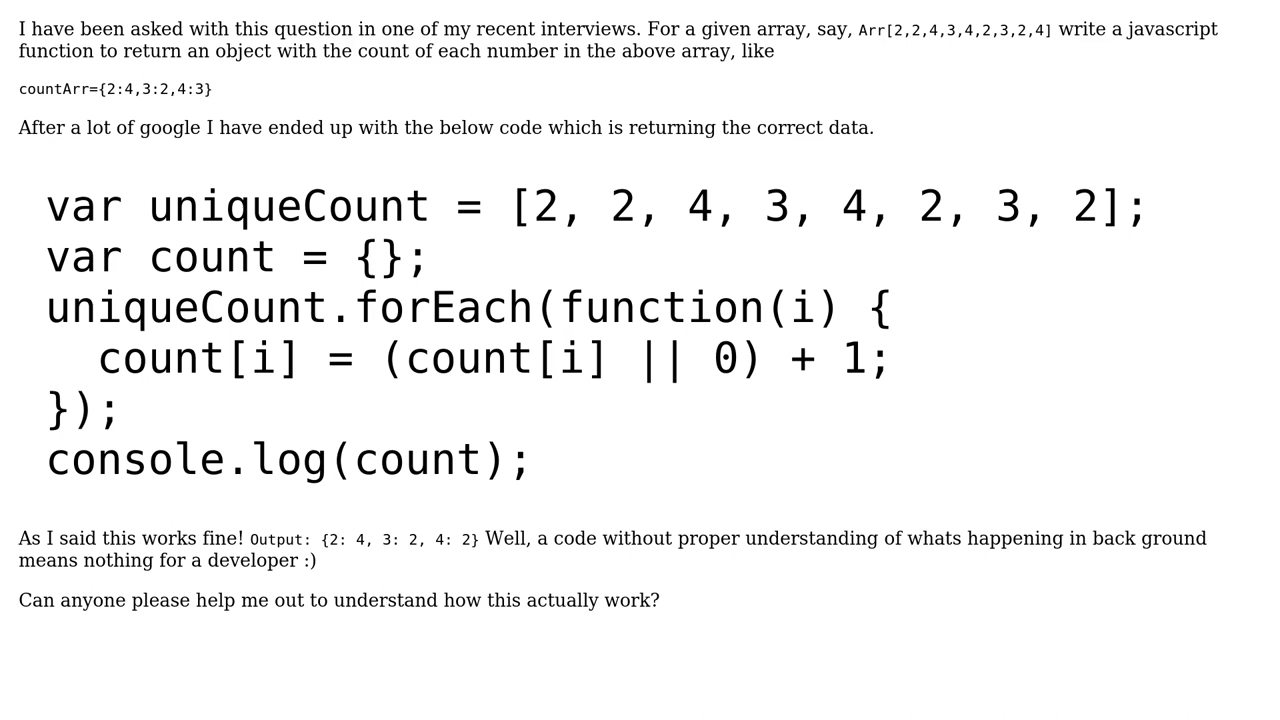 I have been asked with this question in one of my recent interviews. For a given array, say, Arr[2,2,4,3,4,2,3,2,4] write a javascript
function to return an object with the count of each number in the above array, like
countArr={2:4,3:2,4:3}
After a lot of google I have ended up with the below code which is returning the correct data.
var uniqueCount = [2, 2, 4, 3, 4, 2, 3, 2];
var count = {};
uniqueCount.forEach(function(i) {
  count[i] = (count[i] || 0) + 1;
});
console.log(count);
As I said this works fine! Output: {2: 4, 3: 2, 4: 2} Well, a code without proper understanding of whats happening in back ground
means nothing for a developer :)
Can anyone please help me out to understand how this actually work?